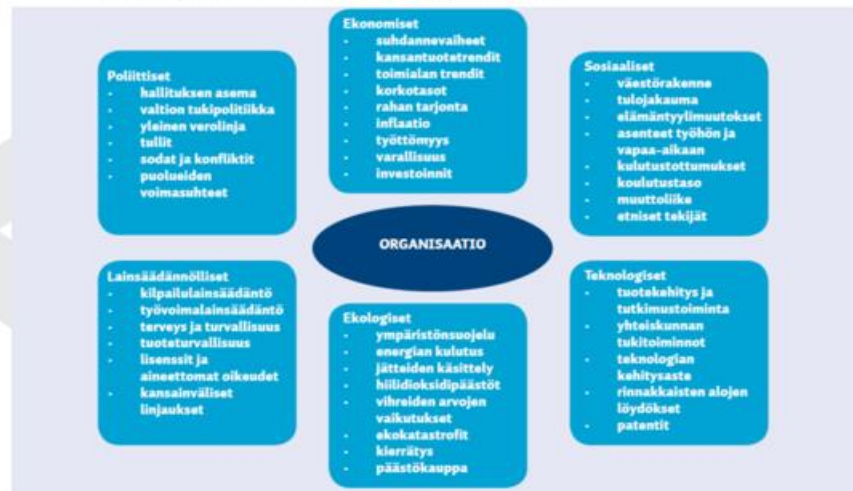 Poliittiset
- hallituksen asema
- valtion tukipolitiikka
- yleinen verolinja
- tullit
- sodat ja konfliktit
- puolueiden
voimasuhteet
Ekonomiset
- suhdannevaiheet
- kansantuotetrendit
- toimialan trendit
- korkotasot
- rahan tarjonta
- inflaatio
- työttömyys
- varallisuus
- investoinnit
Sosiaaliset
- väestörakenne
- tulojakauma
- elämäntyylimuutokset
- asenteet työhön ja
vapaa-aikaan
- kulutustottumukset
- koulutustaso
- muuttoliike
- etniset tekijät
ORGANISAATIO
Lainsäädännölliset
- kilpailulainsäädäntö
- työvoimalainsäädäntö
- terveys ja turvallisuus
- tuoteturvallisuus
- lisenssit ja
aineettomat oikeudet
- kansainväliset
linjaukset
Ekologiset
- ympäristönsuojelu
- energian kulutus
- jätteiden käsittely
- hiilidioksidipäästöt
- vihreiden arvojen
vaikutukset
- ekokatastrofit
- kierrätys
- päästökauppa
Teknologiset
- tuotekehitys ja
tutkimustoiminta
- yhteiskunnan
tukitoiminnot
- teknologian
kehitysaste
- rinnakkaisten alojen
löydökset
- patentit